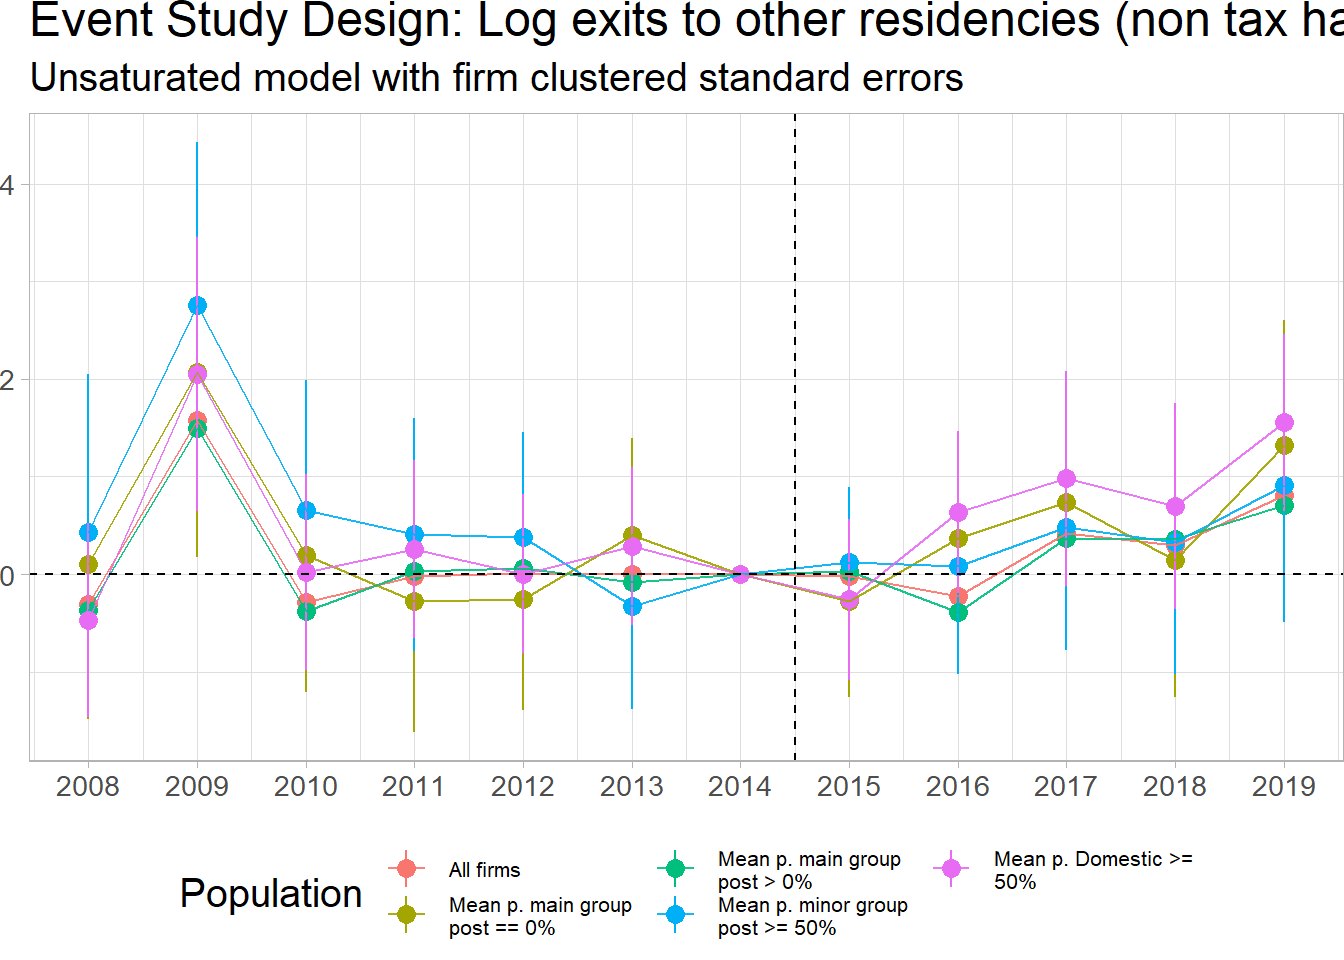 Event Study Design: Log exits to other residencies (non tax ha
Unsaturated model with firm clustered standard errors
4
2
0
2008 2009 2010 2011 2012 2013 2014 2015 2016 2017 2018 2019
Population
All firms
Mean p. main group
post == 0%
Mean p. main group
post > 0%
Mean p. minor group
post >= 50%
Mean p. Domestic >=
50%